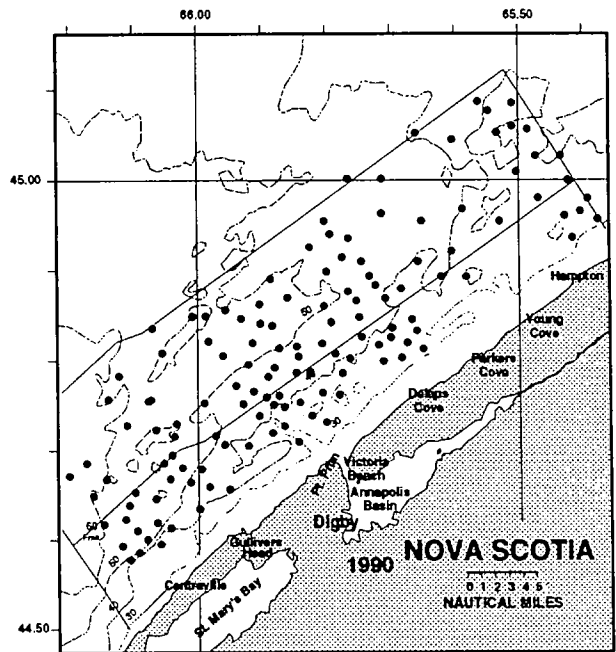 66.00
65.50
45.00
50
Hampton
Young
Cove
Parkers
Cove
Delaps
Cove
Victoria
Beach
Annapolis
Basin
Digby
Gullivers
Head
Centreville
St. Mary's Bay
1990
NOVA SCOTIA
0 1 2 3 4 5
NAUTICAL MILES
50
50
30
44.50